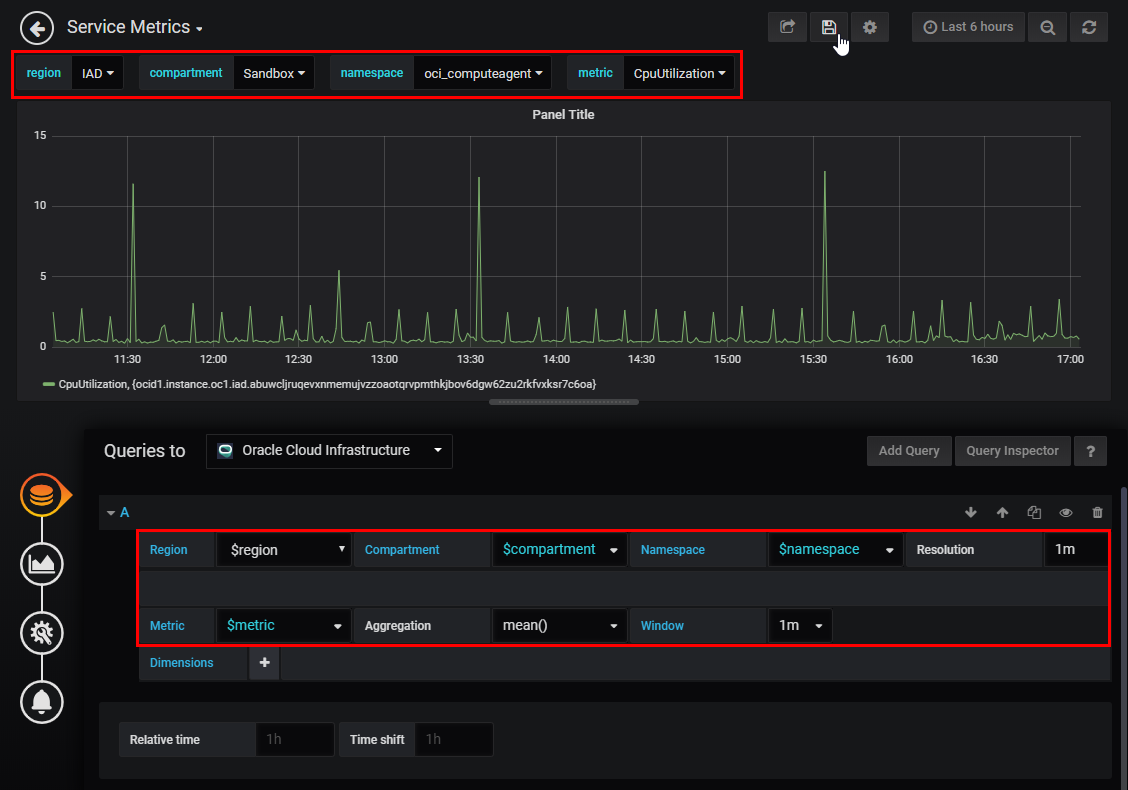 Service Metrics
Last 6 hours
region IAD compartment Sandbox namespace oci_computeagent metric CpuUtilization
Panel Title
15
10
5
0
11:30 12:00 12:30 13:00 13:30 14:00 14:30 15:00 15:30 16:00 16:30 17:00
CpuUtilization, {ocid1.instance.oc1.iad.abuwcljruqevxnmemujvzzoaotqrvpmthkjbov6dgw62zu2rkfvxksr7c6oa}
Queries to Oracle Cloud Infrastructure Add Query Query Inspector ?
A
Region $region Compartment $compartment Namespace $namespace Resolution 1m
Metric $metric Aggregation mean() Window 1m
Dimensions +
Relative time 1h Time shift 1h